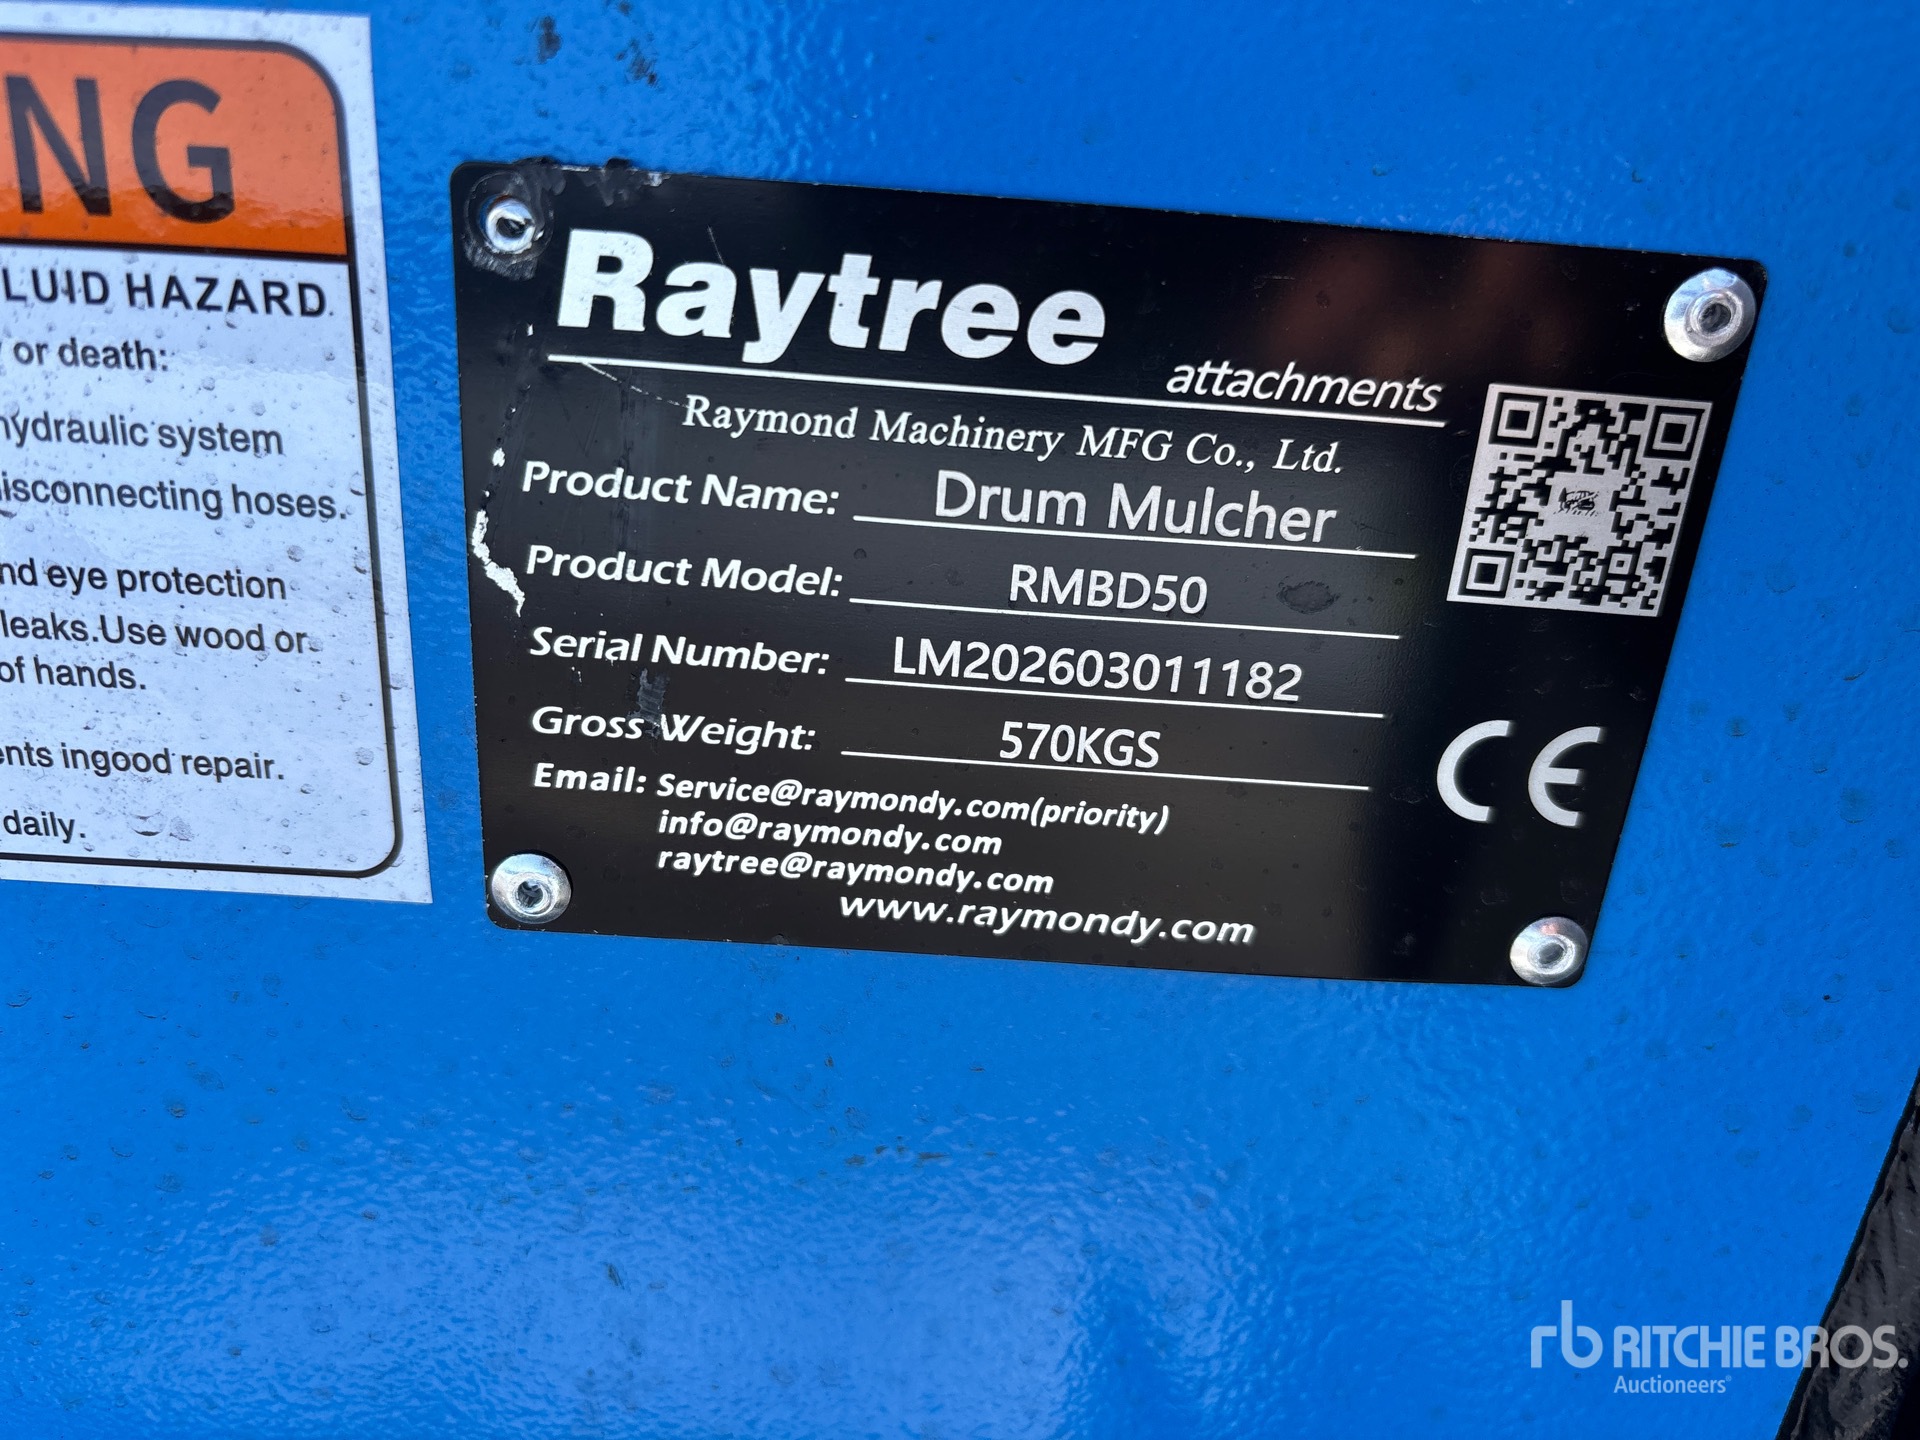 NG
LUID HAZARD.
or death:
hydraulic system
disconnecting hoses.
nd eye protection
leaks.Use wood or
of hands.
ents ingood repair.
daily.
Raytree
attachments
Raymond Machinery MFG Co., Ltd.
Product Name: Drum Mulcher
Product Model: RMBD50
Serial Number: LM202603011182
Gross Weight: 570KGS
Email: Service@raymondy.com(priority)
info@raymondy.com
raytree@raymondy.com
www.raymondy.com
CE
rb RITCHIE BROS.
Auctioneers